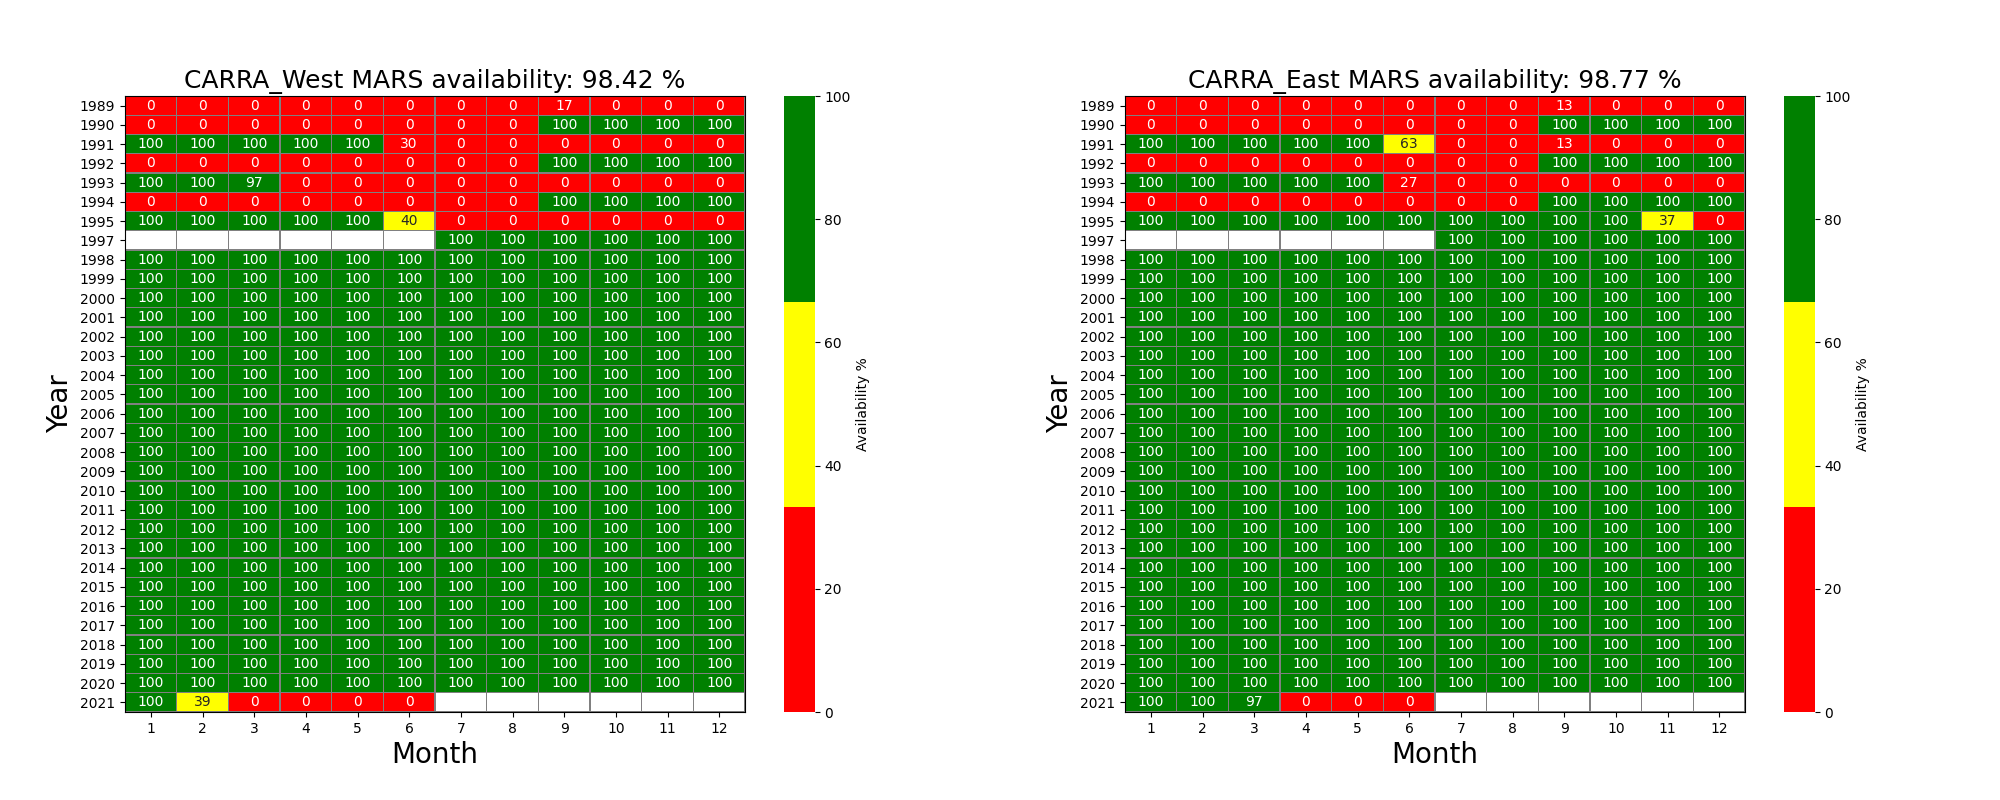 CARRA_West MARS availability: 98.42 %
1989 0 0 0 0 0 0 0 0 17 0 0 0
1990 0 0 0 0 0 0 0 0 100 100 100 100
1991 100 100 100 100 100 30 0 0 0 0 0 0
1992 0 0 0 0 0 0 0 0 100 100 100 100
1993 100 100 97 0 0 0 0 0 0 0 0 0
1994 0 0 0 0 0 0 0 0 100 100 100 100
1995 100 100 100 100 100 40 0 0 0 0 0 0
1997 100 100 100 100 100 100
1998 100 100 100 100 100 100 100 100 100 100 100 100
1999 100 100 100 100 100 100 100 100 100 100 100 100
2000 100 100 100 100 100 100 100 100 100 100 100 100
2001 100 100 100 100 100 100 100 100 100 100 100 100
2002 100 100 100 100 100 100 100 100 100 100 100 100
2003 100 100 100 100 100 100 100 100 100 100 100 100
2004 100 100 100 100 100 100 100 100 100 100 100 100
2005 100 100 100 100 100 100 100 100 100 100 100 100
2006 100 100 100 100 100 100 100 100 100 100 100 100
2007 100 100 100 100 100 100 100 100 100 100 100 100
2008 100 100 100 100 100 100 100 100 100 100 100 100
2009 100 100 100 100 100 100 100 100 100 100 100 100
2010 100 100 100 100 100 100 100 100 100 100 100 100
2011 100 100 100 100 100 100 100 100 100 100 100 100
2012 100 100 100 100 100 100 100 100 100 100 100 100
2013 100 100 100 100 100 100 100 100 100 100 100 100
2014 100 100 100 100 100 100 100 100 100 100 100 100
2015 100 100 100 100 100 100 100 100 100 100 100 100
2016 100 100 100 100 100 100 100 100 100 100 100 100
2017 100 100 100 100 100 100 100 100 100 100 100 100
2018 100 100 100 100 100 100 100 100 100 100 100 100
2019 100 100 100 100 100 100 100 100 100 100 100 100
2020 100 100 100 100 100 100 100 100 100 100 100 100
2021 100 39 0 0 0 0
1 2 3 4 5 6 7 8 9 10 11 12
Month
Year
100
80
60
40
20
0
Availability %
CARRA_East MARS availability: 98.77 %
1989 0 0 0 0 0 0 0 0 13 0 0 0
1990 0 0 0 0 0 0 0 0 100 100 100 100
1991 100 100 100 100 100 63 0 0 13 0 0 0
1992 0 0 0 0 0 0 0 0 100 100 100 100
1993 100 100 100 100 100 27 0 0 0 0 0 0
1994 0 0 0 0 0 0 0 0 100 100 100 100
1995 100 100 100 100 100 100 100 100 100 100 37 0
1997 100 100 100 100 100 100
1998 100 100 100 100 100 100 100 100 100 100 100 100
1999 100 100 100 100 100 100 100 100 100 100 100 100
2000 100 100 100 100 100 100 100 100 100 100 100 100
2001 100 100 100 100 100 100 100 100 100 100 100 100
2002 100 100 100 100 100 100 100 100 100 100 100 100
2003 100 100 100 100 100 100 100 100 100 100 100 100
2004 100 100 100 100 100 100 100 100 100 100 100 100
2005 100 100 100 100 100 100 100 100 100 100 100 100
2006 100 100 100 100 100 100 100 100 100 100 100 100
2007 100 100 100 100 100 100 100 100 100 100 100 100
2008 100 100 100 100 100 100 100 100 100 100 100 100
2009 100 100 100 100 100 100 100 100 100 100 100 100
2010 100 100 100 100 100 100 100 100 100 100 100 100
2011 100 100 100 100 100 100 100 100 100 100 100 100
2012 100 100 100 100 100 100 100 100 100 100 100 100
2013 100 100 100 100 100 100 100 100 100 100 100 100
2014 100 100 100 100 100 100 100 100 100 100 100 100
2015 100 100 100 100 100 100 100 100 100 100 100 100
2016 100 100 100 100 100 100 100 100 100 100 100 100
2017 100 100 100 100 100 100 100 100 100 100 100 100
2018 100 100 100 100 100 100 100 100 100 100 100 100
2019 100 100 100 100 100 100 100 100 100 100 100 100
2020 100 100 100 100 100 100 100 100 100 100 100 100
2021 100 100 97 0 0 0
1 2 3 4 5 6 7 8 9 10 11 12
Month
Year
100
80
60
40
20
0
Availability %